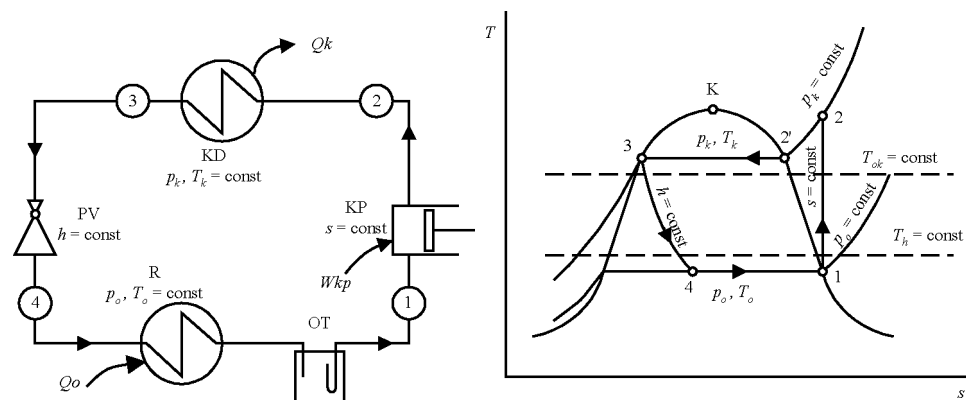 Qk
3
2
KD
pk, Tk = const
PV
h = const
KP
s = const
Wkp
4
R
po, To = const
1
OT
Qo
T
K
pk = const
3
pk, Tk
2'
2
Tok = const
s = const
h = const
po = const
Th = const
4
po, To
1
s